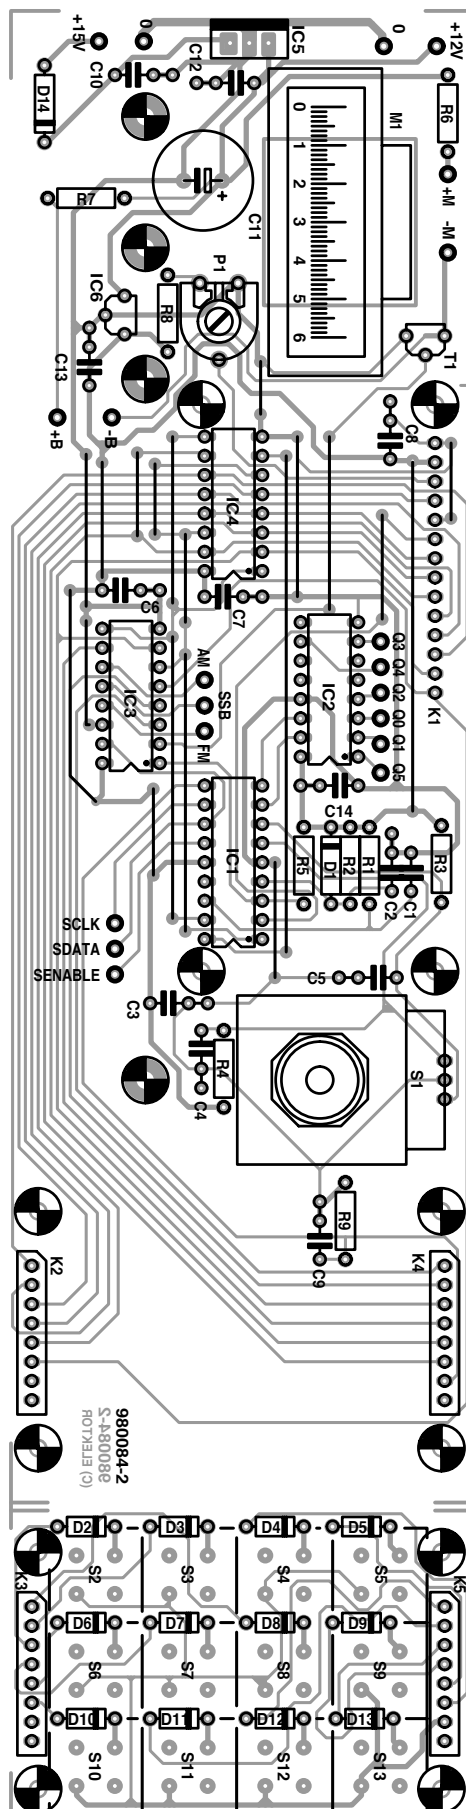 +15V
0
IC5
0
+12V
C12
C10
D14
M1
0
1
2
3
4
5
6
R6
+M
-M
R7
+
C11
IC6
P1
R8
C13
T1
+B
-B
C8
IC4
K1
C6
C7
IC3
AM
SSB
FM
IC2
Q3
Q4
Q2
Q0
Q1
Q5
C14
IC1
R5
D1
R2
R1
C2
C1
R3
SCLK
SDATA
SENABLE
C5
C3
R4
C4
S1
R9
C9
K2
K4
980084-2
980084-2
(C) ELEKTOR
D2
D3
D4
D5
S2
S3
S4
S5
K3
K5
D6
D7
D8
D9
S6
S7
S8
S9
D10
D11
D12
D13
S10
S11
S12
S13